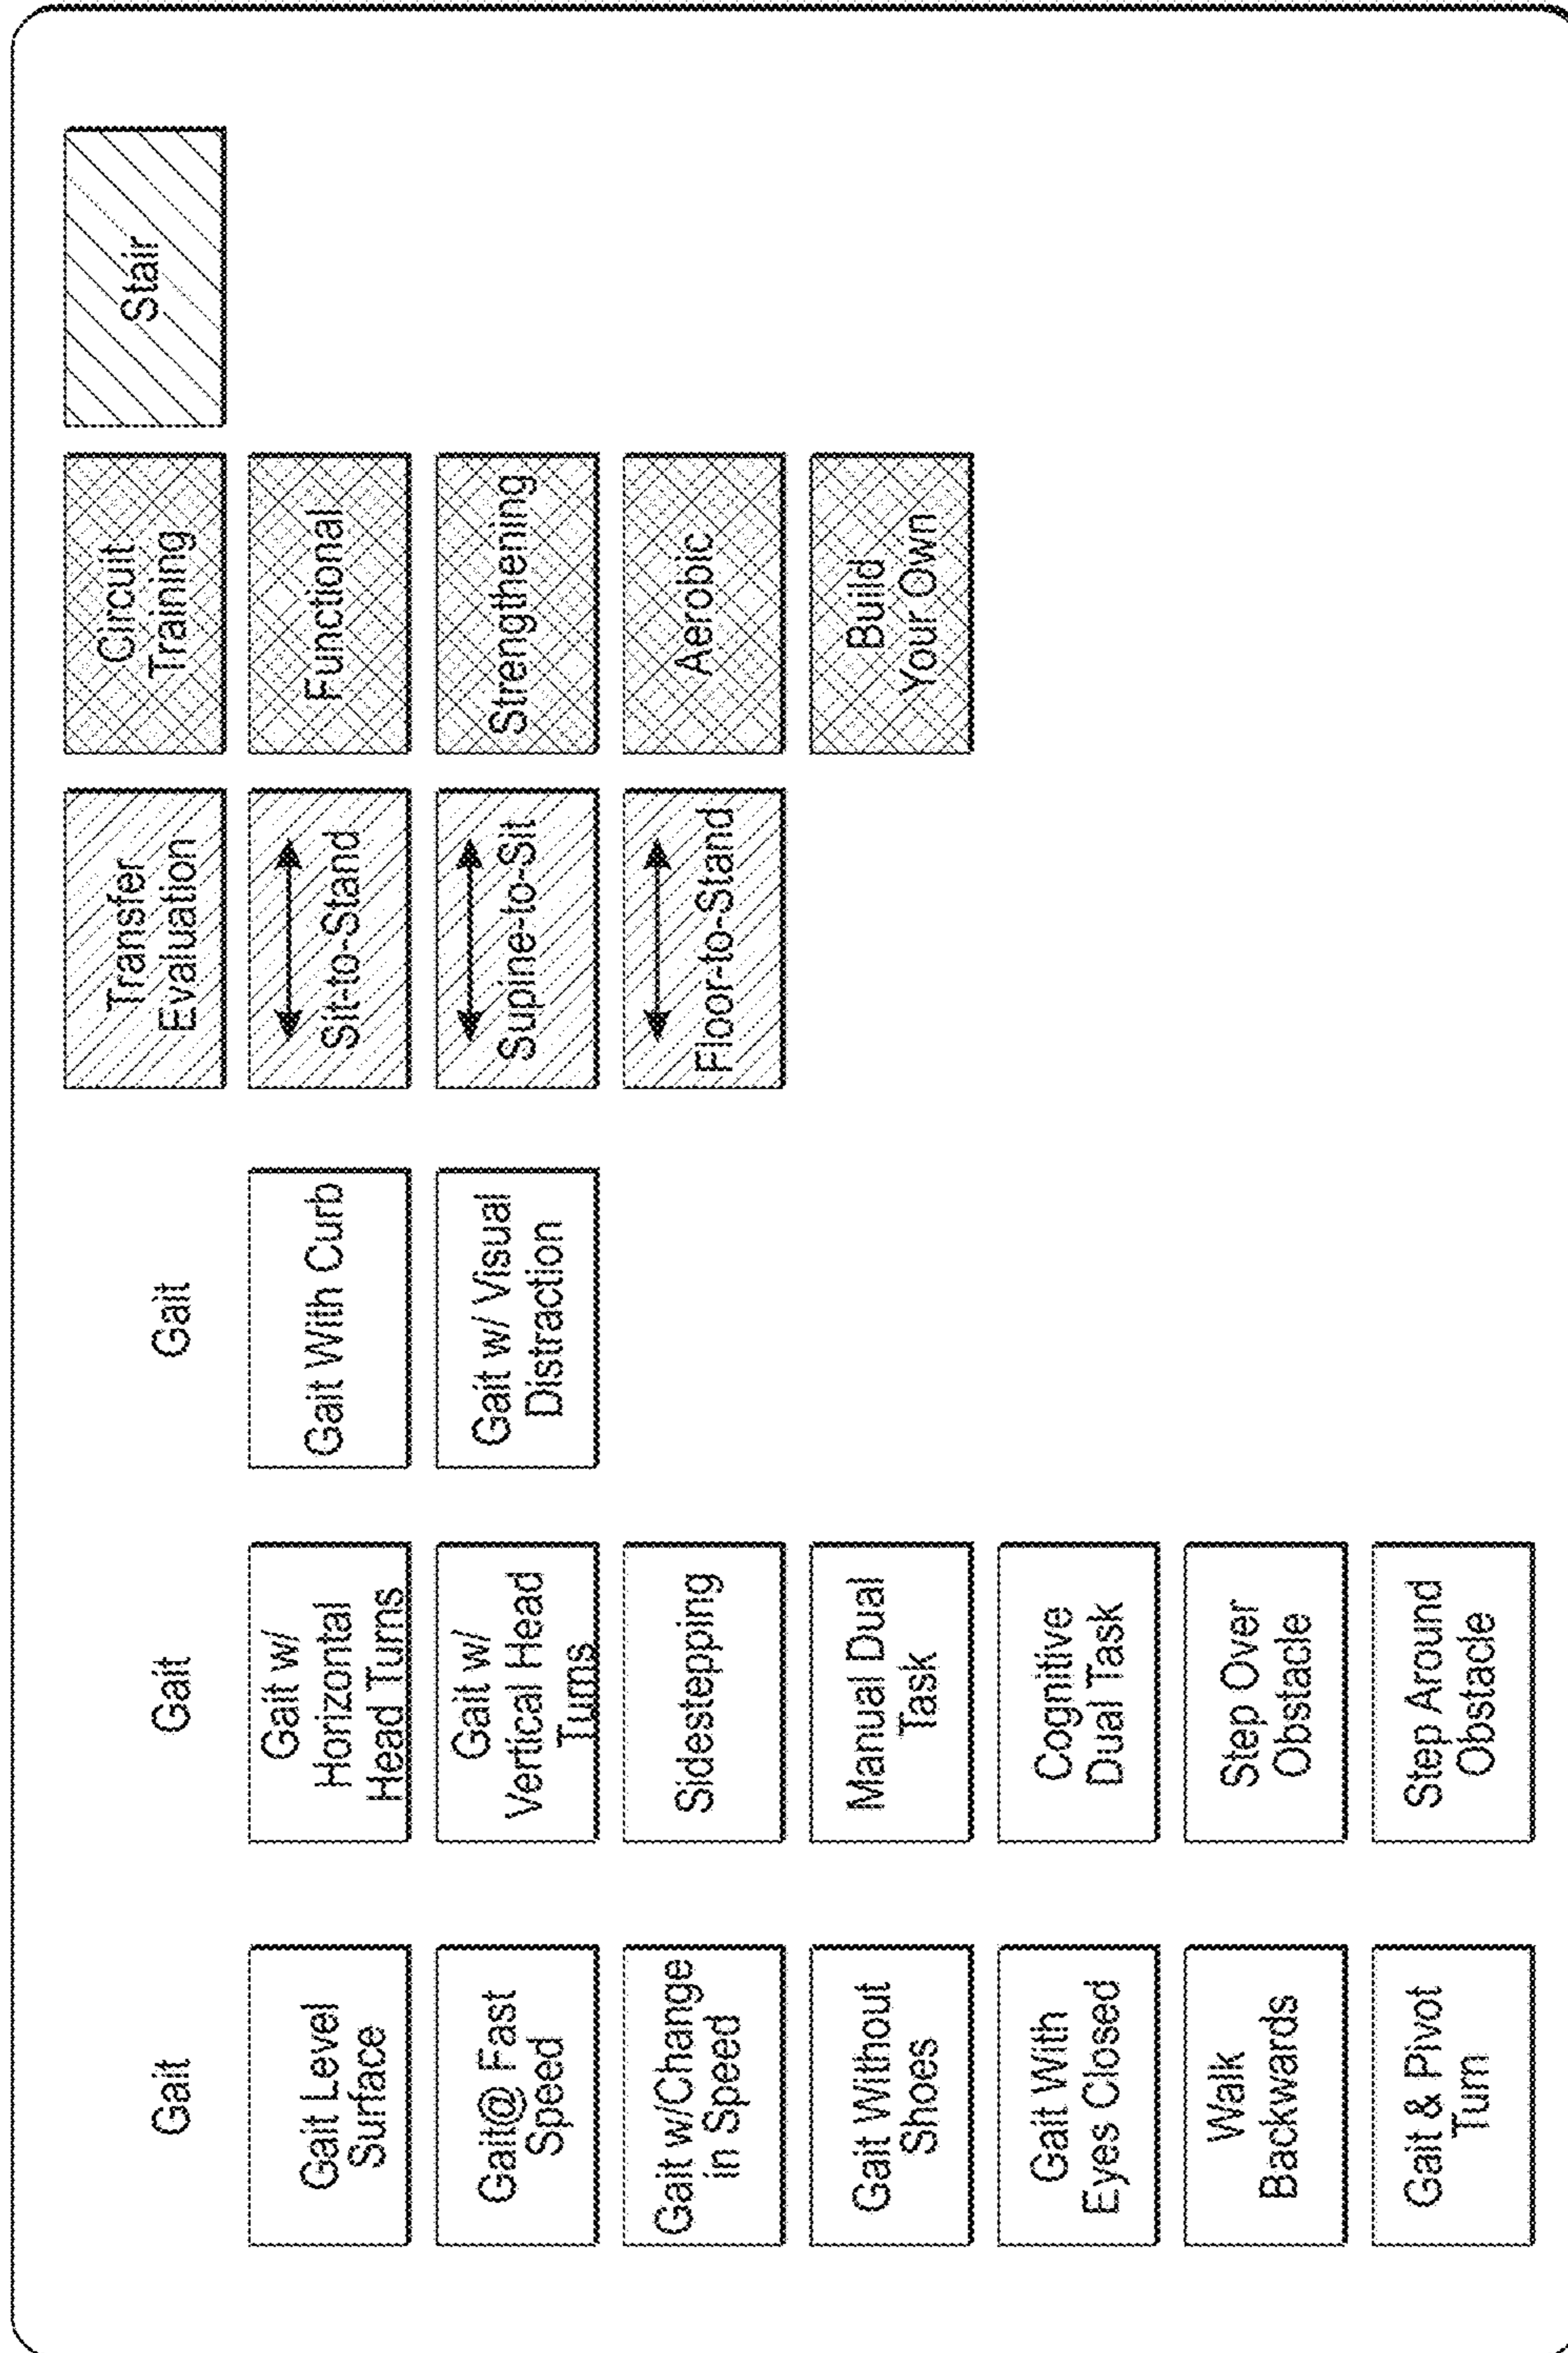 Gait
Gait Level
Surface
Gait@ Fast
Speed
Gait w/Change
in Speed
Gait Without
Shoes
Gait With
Eyes Closed
Walk
Backwards
Gait & Pivot
Turn
Gait
Gait w/
Horizontal
Head Turns
Gait w/
Vertical Head
Turns
Sidestepping
Manual Dual
Task
Cognitive
Dual Task
Step Over
Obstacle
Step Around
Obstacle
Gait
Gait With Curb
Gait w/ Visual
Distraction
Transfer
Evaluation
Sit-to-Stand
Supine-to-Sit
Floor-to-Stand
Circuit
Training
Functional
Strengthening
Aerobic
Build
Your Own
Stair